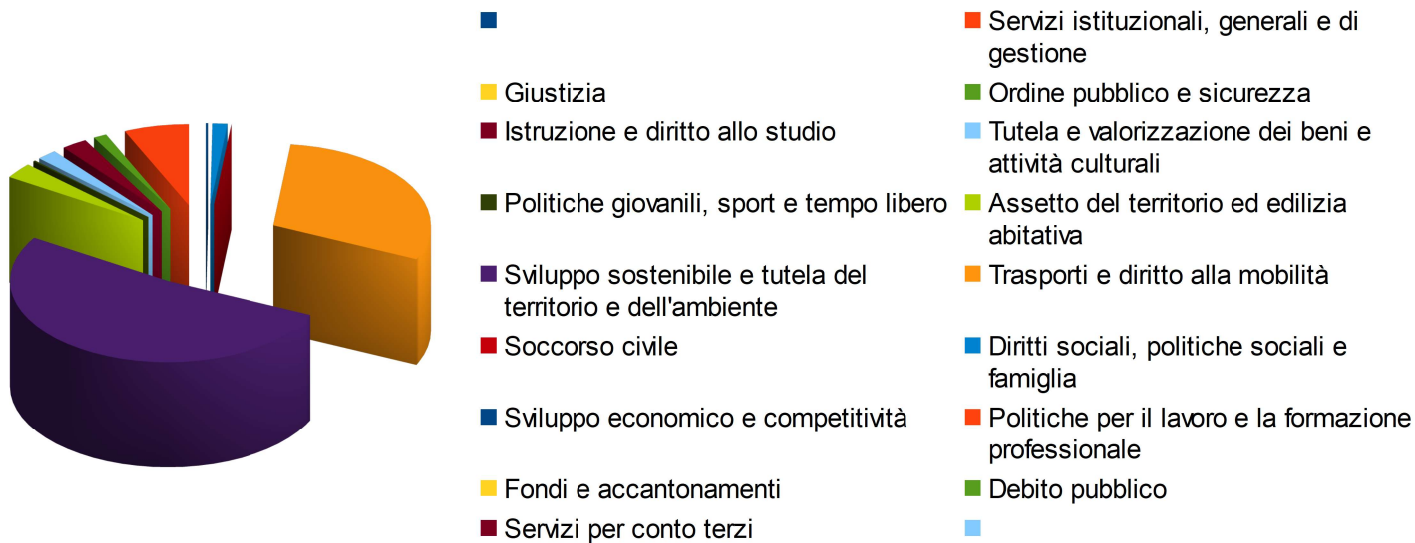 Servizi istituzionali, generali e di
gestione
Giustizia
Ordine pubblico e sicurezza
Istruzione e diritto allo studio
Tutela e valorizzazione dei beni e
attività culturali
Politiche giovanili, sport e tempo libero
Assetto del territorio ed edilizia
abitativa
Sviluppo sostenibile e tutela del
territorio e dell'ambiente
Trasporti e diritto alla mobilità
Soccorso civile
Diritti sociali, politiche sociali e
famiglia
Sviluppo economico e competitività
Politiche per il lavoro e la formazione
professionale
Fondi e accantonamenti
Debito pubblico
Servizi per conto terzi